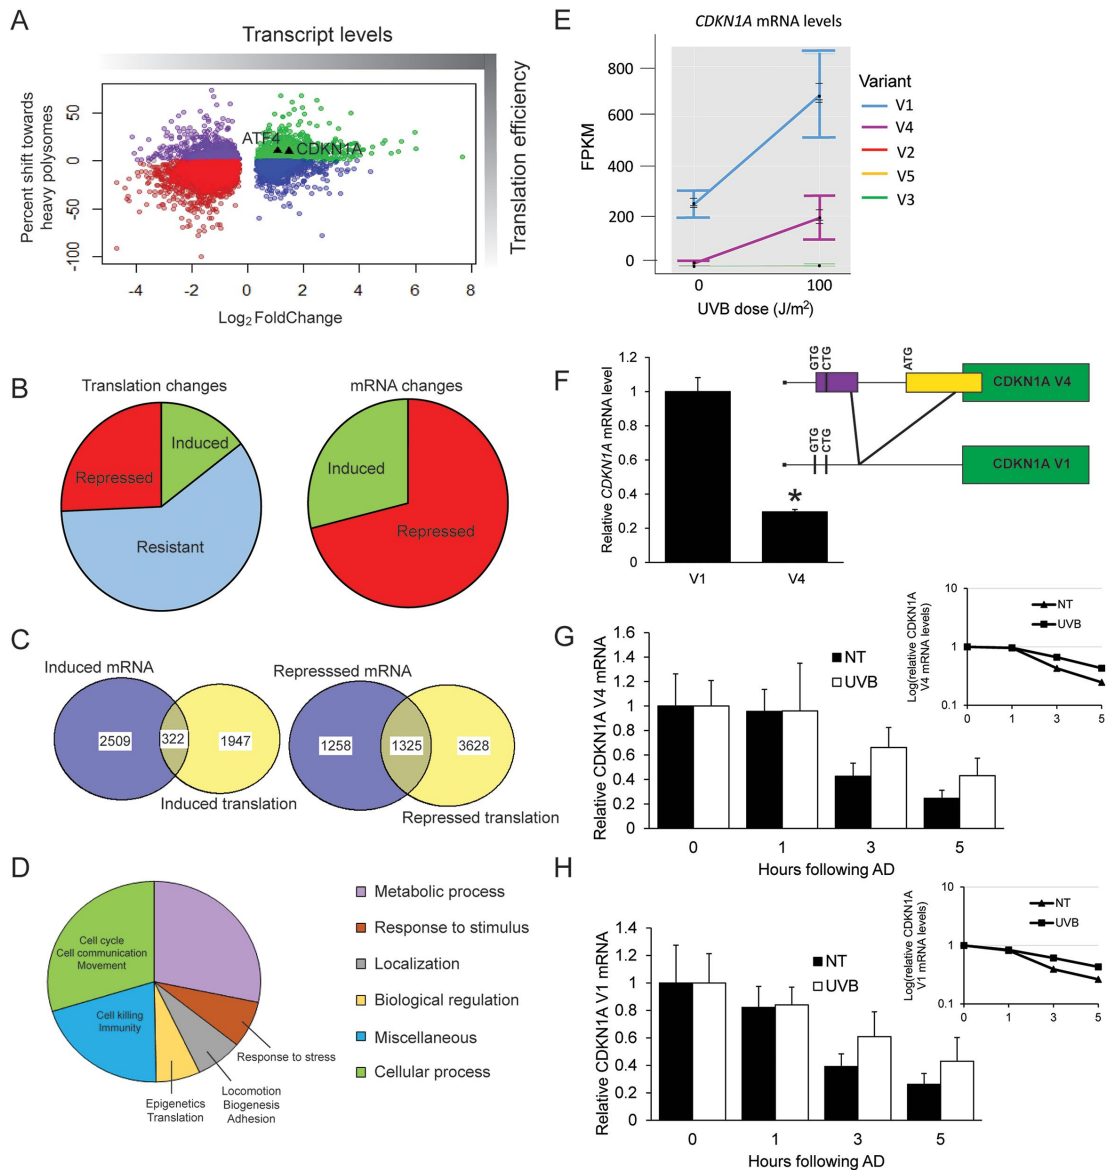 A
Transcript levels
Percent shift towards
heavy polysomes
50
0
-50
-100
ATF4
CDKN1A
Translation efficiency
-4
-2
0
2
4
6
8
Log2 FoldChange
B
Translation changes
Induced
Repressed
Resistant
mRNA changes
Induced
Repressed
C
Induced mRNA
2509
322
1947
Induced translation
Represssed mRNA
1258
1325
3628
Repressed translation
D
Cell cycle
Cell communication
Movement
Cell killing
Immunity
Epigenetics
Translation
Locomotion
Biogenesis
Adhesion
Response to stress
Metabolic process
Response to stimulus
Localization
Biological regulation
Miscellaneous
Cellular process
E
CDKN1A mRNA levels
FPKM
800
600
400
200
0
0
100
UVB dose (J/m2)
Variant
V1
V4
V2
V5
V3
F
Relative CDKN1A mRNA level
1.2
1
0.8
0.6
0.4
0.2
0
*
V1
V4
GTG
CTG
ATG
CDKN1A V4
GTG
CTG
CDKN1A V1
G
Relative CDKN1A V4 mRNA
1.6
1.4
1.2
1
0.8
0.6
0.4
0.2
0
NT
UVB
0
1
3
5
Hours following AD
Log(relative CDKN1A
V4 mRNA levels)
10
1
0.1
NT
UVB
0
1
3
5
H
Relative CDKN1A V1 mRNA
1.4
1.2
1
0.8
0.6
0.4
0.2
0
NT
UVB
0
1
3
5
Hours following AD
Log(relative CDKN1A
V1 mRNA levels)
10
1
0.1
NT
UVB
0
1
3
5